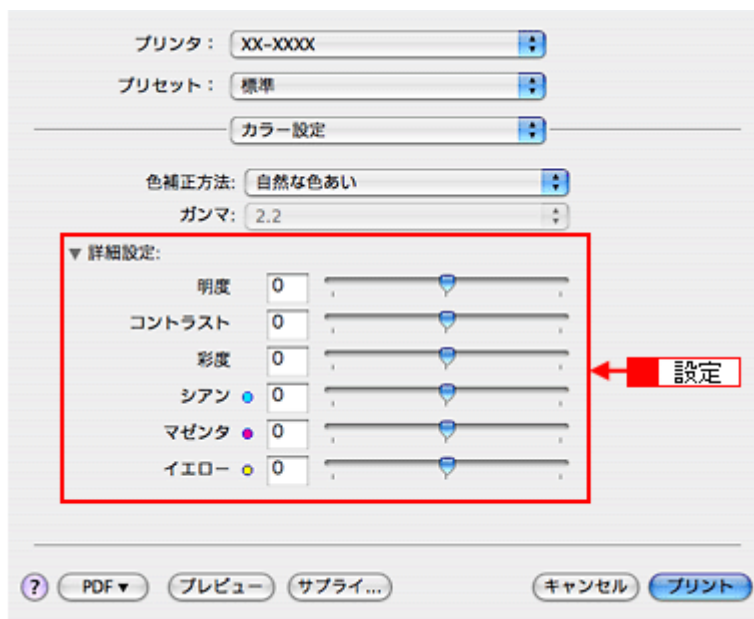 プリンタ： XX-XXXX
プリセット： 標準
カラー設定
色補正方法: 自然な色あい
ガンマ: 2.2
▼ 詳細設定:
明度 0
コントラスト 0
彩度 0
シアン 0
マゼンタ 0
イエロー 0
設定
? PDF▼ プレビュー サプライ... キャンセル プリント